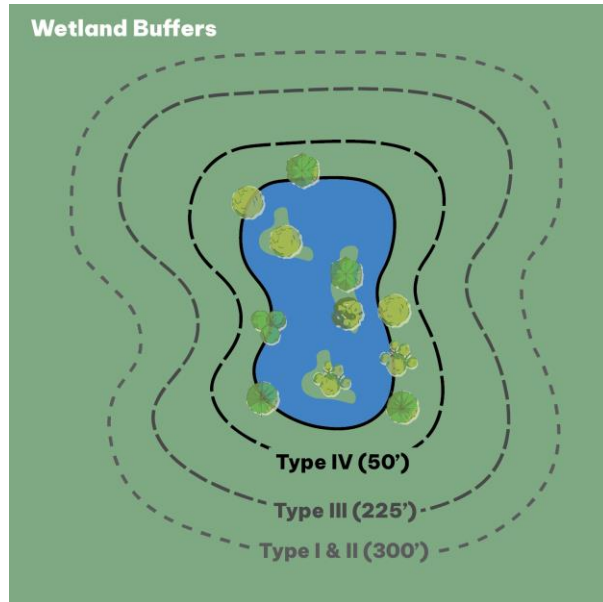 Wetland Buffers
Type IV (50’)
Type III (225’)
Type I & II (300’)